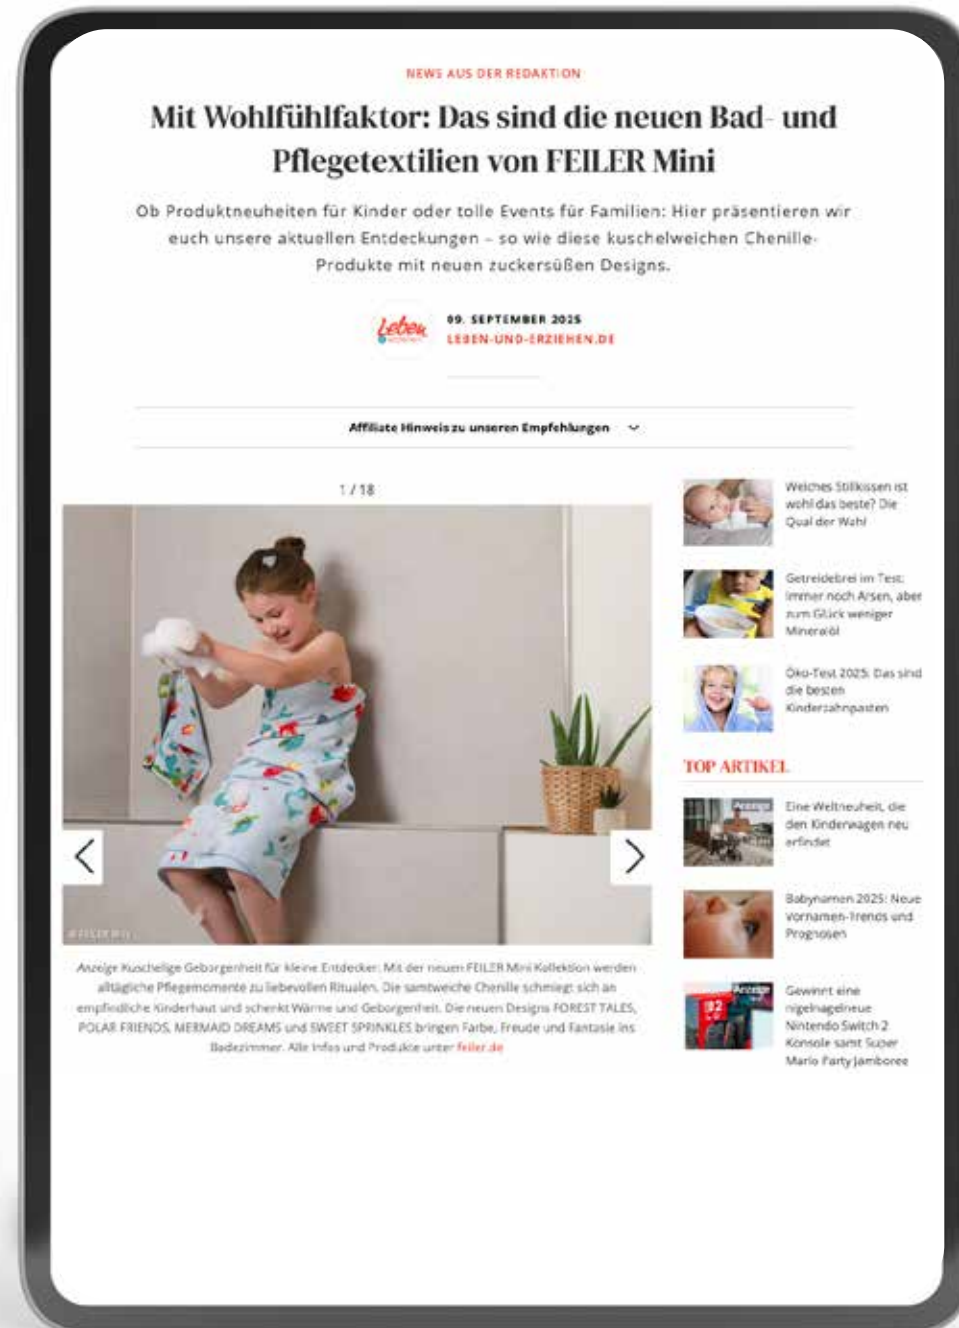 NEWS AUS DER REDAKTION
Mit Wohlfühlfaktor: Das sind die neuen Bad- und
Pflegetextilien von FEILER Mini
Ob Produktneuheiten für Kinder oder tolle Events für Familien: Hier präsentieren wir
euch unsere aktuellen Entdeckungen – so wie diese kuschelweichen Chenille-
Produkte mit neuen zuckersüßen Designs.
Leben
09. SEPTEMBER 2025
LEBEN-UND-ERZIEHEN.DE
Affiliate Hinweis zu unseren Empfehlungen
1 / 18
© FEILER Mini
Anzeige Kuschelige Geborgenheit für kleine Entdecker: Mit der neuen FEILER Mini Kollektion werden
alltägliche Pflegemomente zu liebevollen Ritualen. Die samtweiche Chenille schmiegt sich an
empfindliche Kinderhaut und schenkt Wärme und Geborgenheit. Die neuen Designs FOREST TALES,
POLAR FRIENDS, MERMAID DREAMS und SWEET SPRINKLES bringen Farbe, Freude und Fantasie ins
Badezimmer. Alle Infos und Produkte unter feiler.de
Welches Stillkissen ist
wohl das beste? Die
Qual der Wahl
Getreidebrei im Test:
Immer noch Arsen, aber
zum Glück weniger
Mineralöl
Öko-Test 2025: Das sind
die besten
Kinderzahnpasten
TOP ARTIKEL
Anzeige
Eine Weltneuheit, die
den Kinderwagen neu
erfindet
Babynamen 2025: Neue
Vornamen-Trends und
Prognosen
Anzeige
Gewinnt eine
nigelnagelneue
Nintendo Switch 2
Konsole samt Super
Mario Party Jamboree